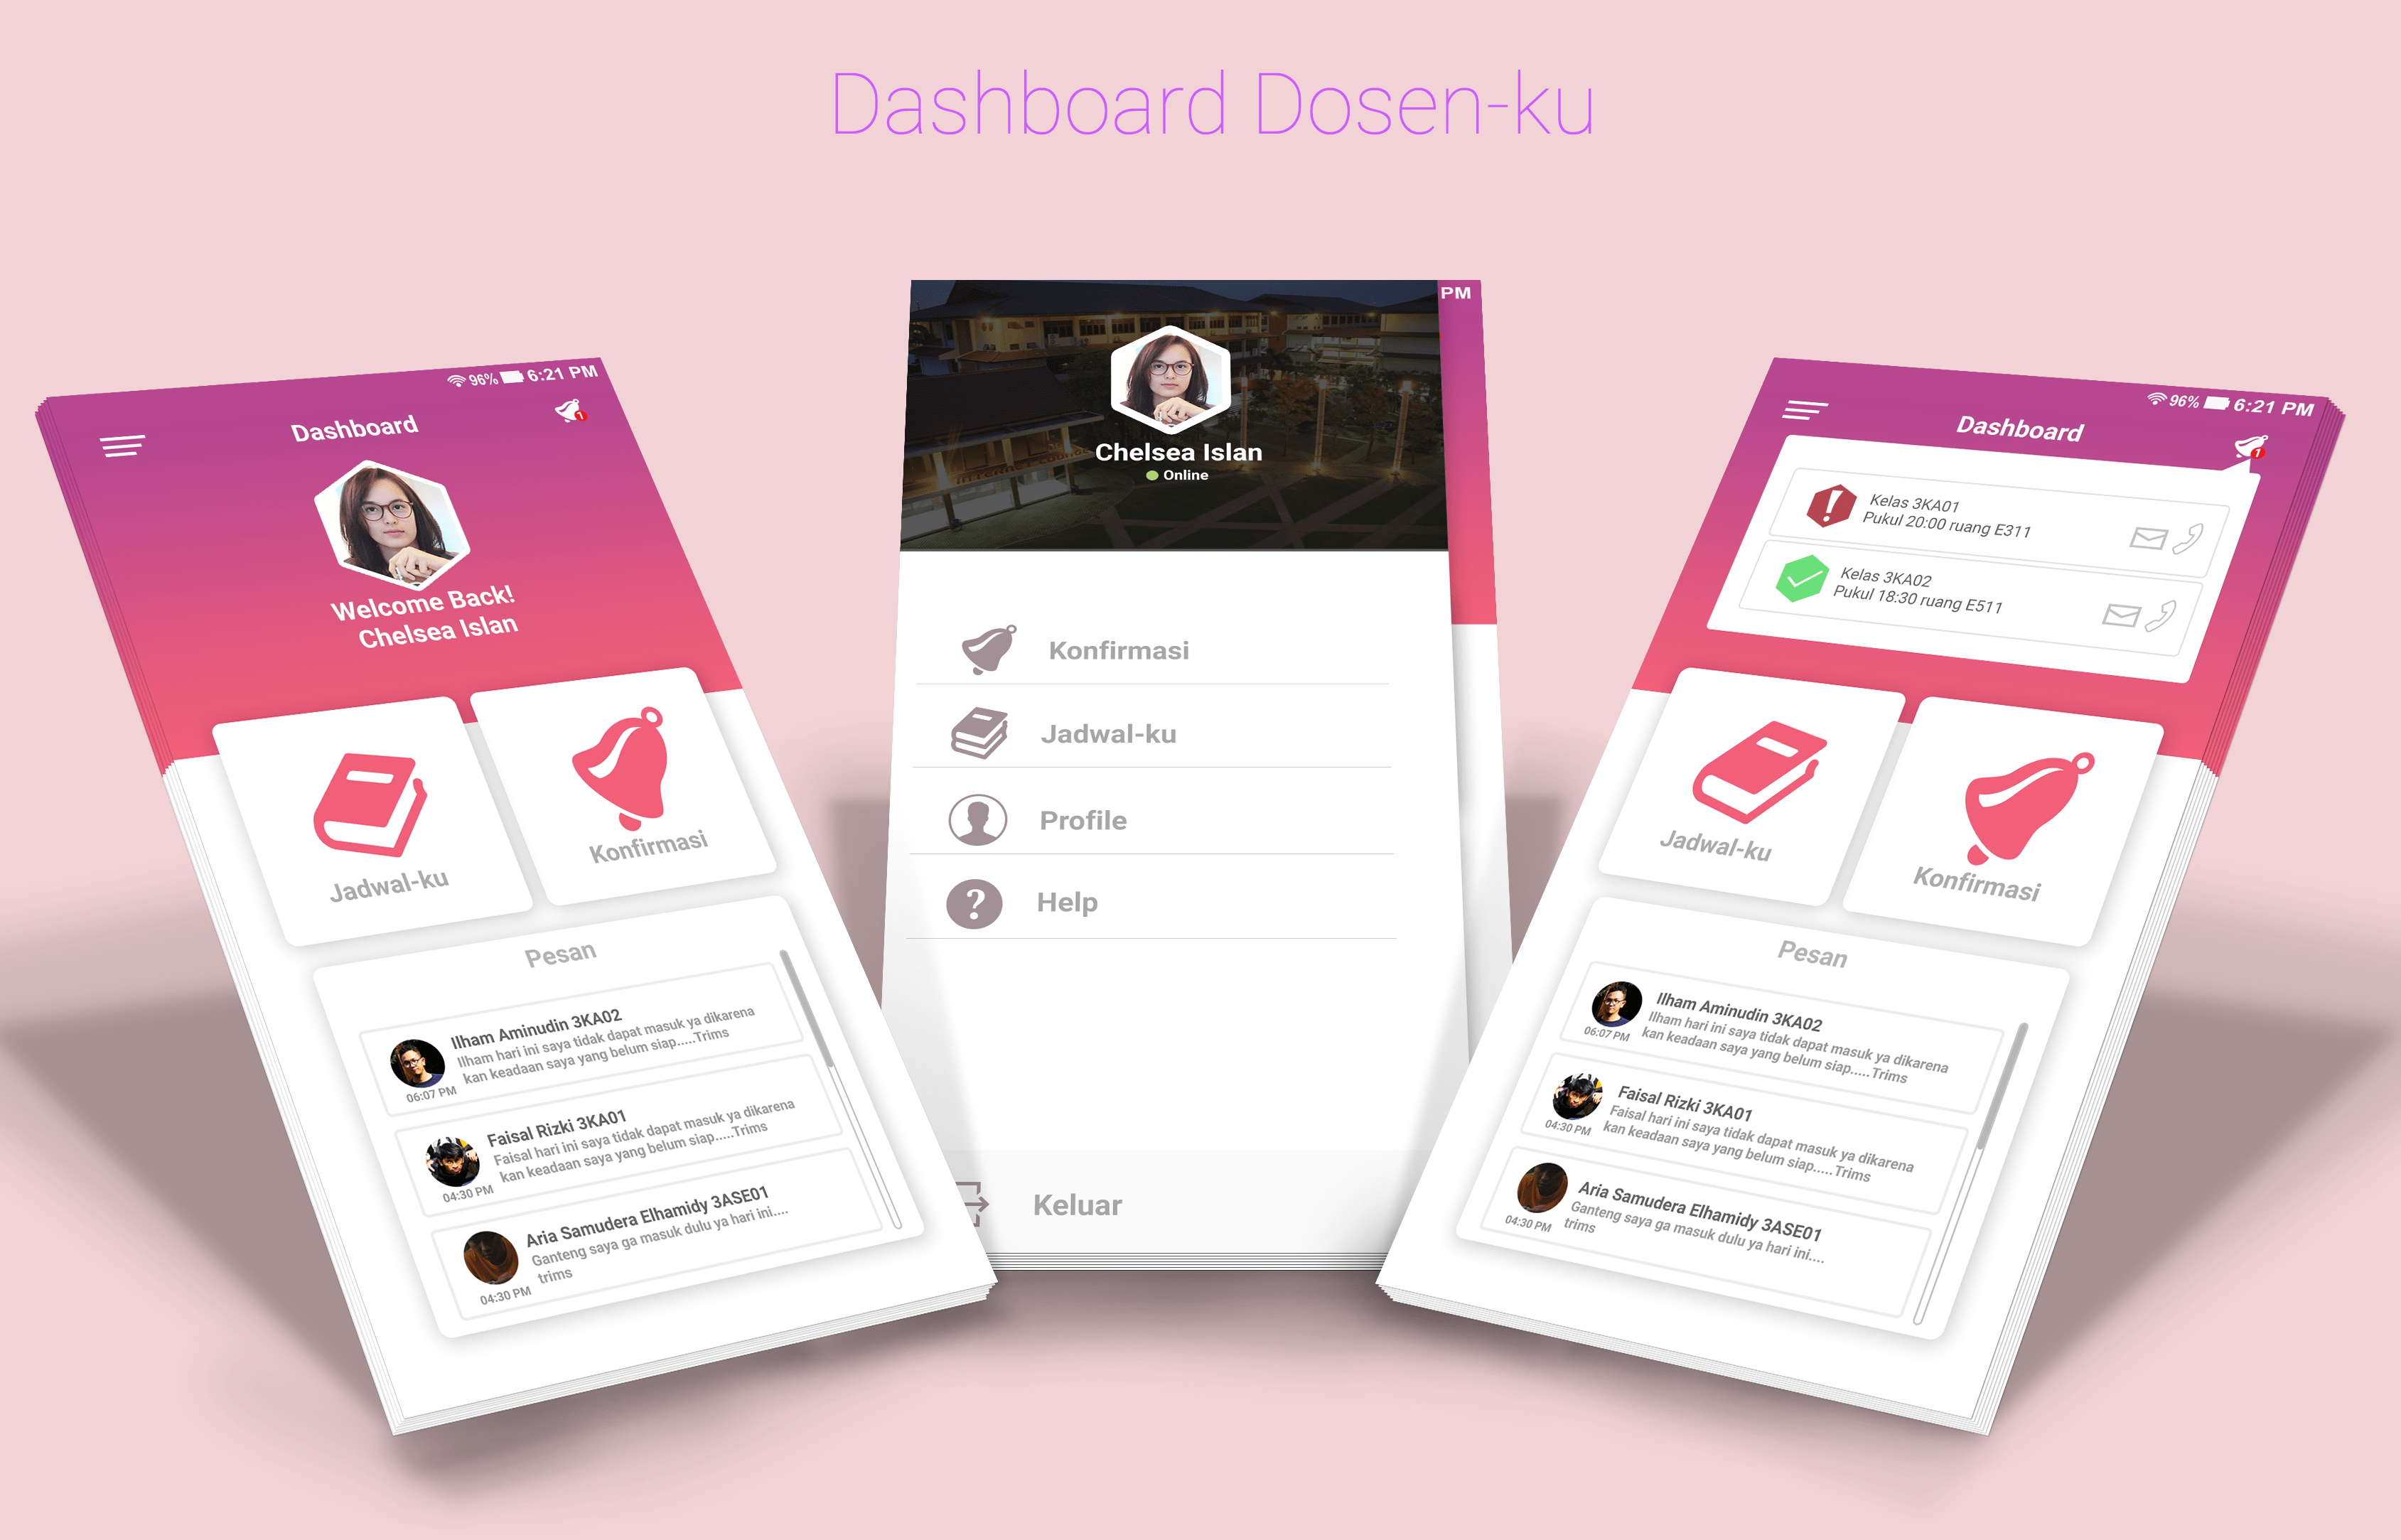 Dashboard Dosen-ku
96% 6:21 PM
Dashboard
1
Welcome Back!
Chelsea Islan
Jadwal-ku
Konfirmasi
Pesan
Ilham Aminudin 3KA02
Ilham hari ini saya tidak dapat masuk ya dikarena
kan keadaan saya yang belum siap.....Trims
06:07 PM
Faisal Rizki 3KA01
Faisal hari ini saya tidak dapat masuk ya dikarena
kan keadaan saya yang belum siap.....Trims
04:30 PM
Aria Samudera Elhamidy 3ASE01
Ganteng saya ga masuk dulu ya hari ini....
trims
04:30 PM
PM
Chelsea Islan
Online
Konfirmasi
Jadwal-ku
Profile
Help
Keluar
96% 6:21 PM
Dashboard
1
Kelas 3KA01
Pukul 20:00 ruang E311
Kelas 3KA02
Pukul 18:30 ruang E511
Jadwal-ku
Konfirmasi
Pesan
Ilham Aminudin 3KA02
Ilham hari ini saya tidak dapat masuk ya dikarena
kan keadaan saya yang belum siap.....Trims
06:07 PM
Faisal Rizki 3KA01
Faisal hari ini saya tidak dapat masuk ya dikarena
kan keadaan saya yang belum siap.....Trims
04:30 PM
Aria Samudera Elhamidy 3ASE01
Ganteng saya ga masuk dulu ya hari ini....
trims
04:30 PM